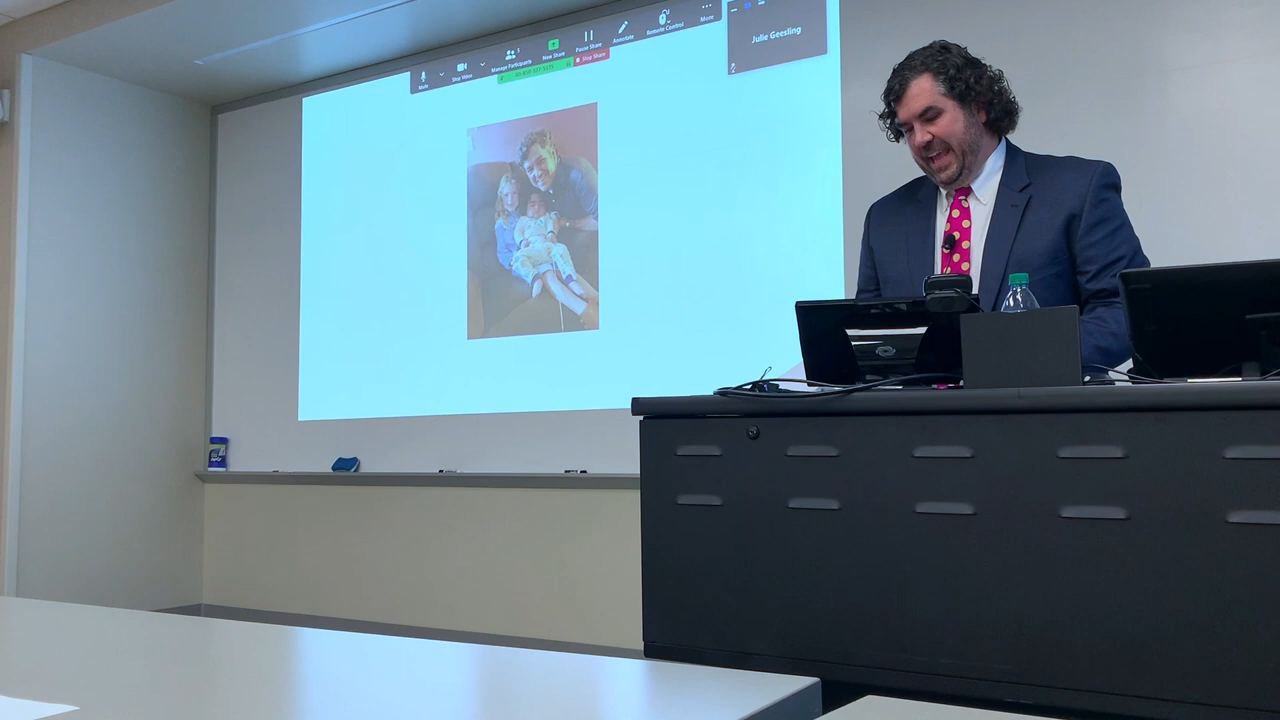 Mute
Stop Video
Manage Participants
New Share
Pause Share
Annotate
Remote Control
More
Stop Share
Julie Geesling